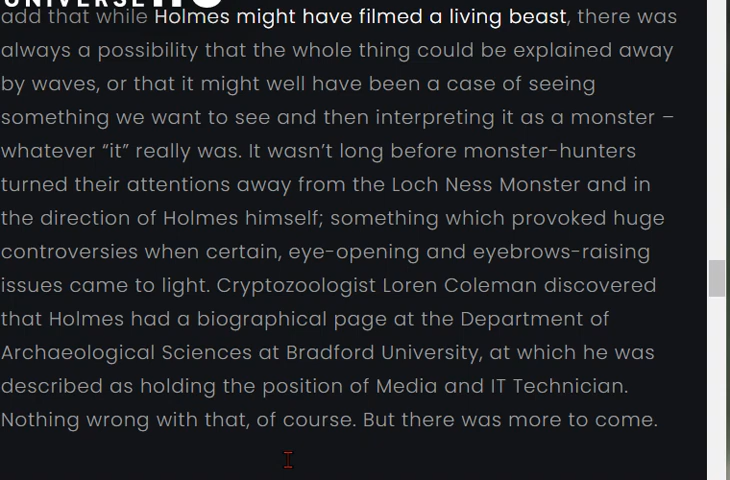 UNIVERSE
add that while Holmes might have filmed a living beast, there was
always a possibility that the whole thing could be explained away
by waves, or that it might well have been a case of seeing
something we want to see and then interpreting it as a monster –
whatever “it” really was. It wasn’t long before monster-hunters
turned their attentions away from the Loch Ness Monster and in
the direction of Holmes himself; something which provoked huge
controversies when certain, eye-opening and eyebrows-raising
issues came to light. Cryptozoologist Loren Coleman discovered
that Holmes had a biographical page at the Department of
Archaeological Sciences at Bradford University, at which he was
described as holding the position of Media and IT Technician.
Nothing wrong with that, of course. But there was more to come.